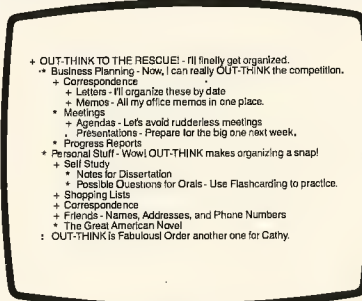 + OUT-THINK TO THE RESCUE! - I'll finelly get organized.
* Business Planning - Now, I can really OUT-THINK the competition.
+ Correspondence
+ Letters - I'll organize these by date
+ Memos - All my office memos in one place.
* Meetings
+ Agendas - Let's avoid rudderless meetings
. Presentations - Prepare for the big one next week.
* Progress Reports
* Personal Stuff - Wow! OUT-THINK makes organizing a snap!
+ Self Study
* Notes for Dissertation
* Possible Questions for Orals - Use Flashcarding to practice.
+ Shopping Lists
+ Correspondence
+ Friends - Names, Addresses, and Phone Numbers
* The Great American Novel
: OUT-THINK is Fabulous! Order another one for Cathy.